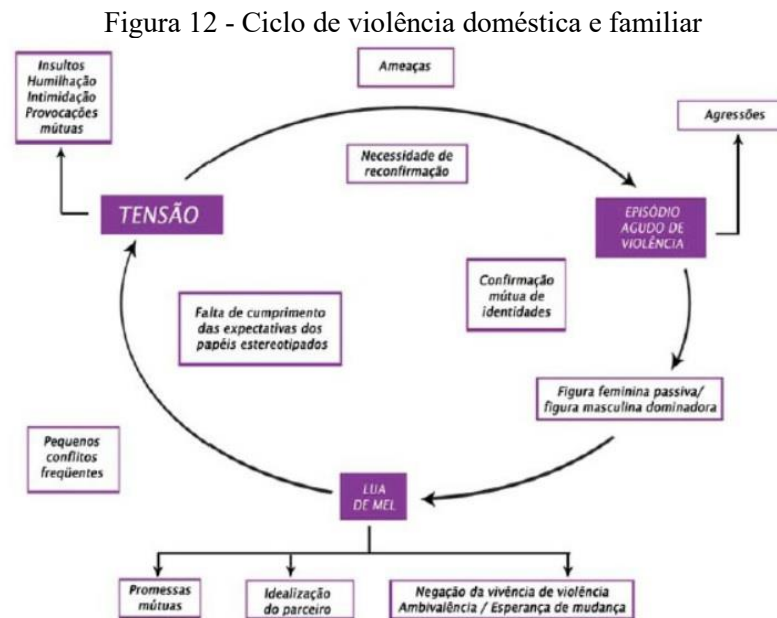 Figura 12 - Ciclo de violência doméstica e familiar
Insultos
Humilhação
Intimidação
Provocações
mútuas
Ameaças
Agressões
Necessidade de
reconfirmação
TENSÃO
EPISÓDIO
AGUDO DE
VIOLÊNCIA
Confirmação
mútua de
identidades
Falta de cumprimento
das expectativas dos
papéis estereotipados
Figura feminina passiva/
figura masculina dominadora
Pequenos
conflitos
freqüentes
LUA
DE MEL
Promessas
mútuas
Idealização
do parceiro
Negação da vivência de violência
Ambivalência / Esperança de mudança